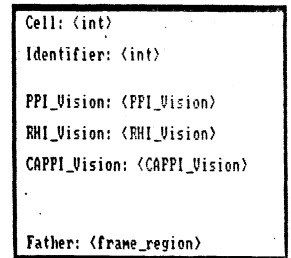 Cell: <int>
Identifier: <int>
PPI_Vision: <PPI_Vision>
RHI_Vision: <RHI_Vision>
CAPPI_Vision: <CAPPI_Vision>
Father: <frame_region>